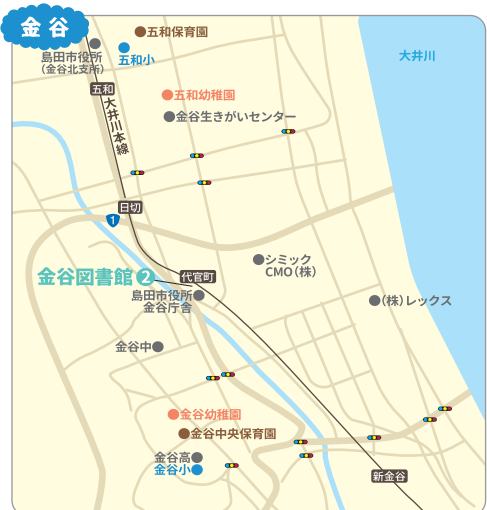 金谷
五和保育園
島田市役所
（金谷北支所）
五和小
大井川
五和
大井川本線
五和幼稚園
金谷生きがいセンター
日切
1
シミック
CMO（株）
金谷図書館 2
代官町
島田市役所
金谷庁舎
（株）レックス
金谷中
金谷幼稚園
金谷中央保育園
金谷高
金谷小
新金谷